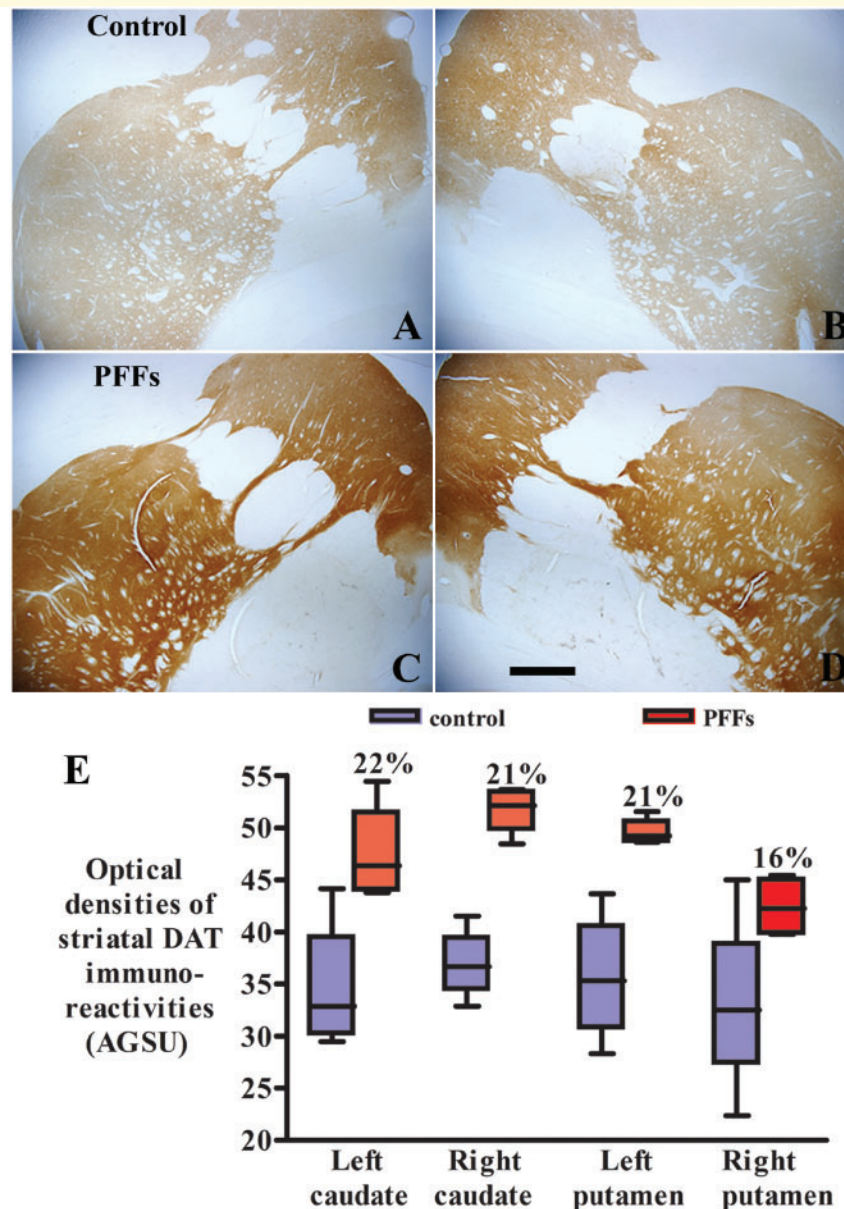 Control
A
B
PFFs
C
D
control
PFFs
E
22%
21%
21%
16%
55
50
45
40
35
30
25
20
Optical
densities of
striatal DAT
immuno-
reactivities
(AGSU)
Left
caudate
Right
caudate
Left
putamen
Right
putamen